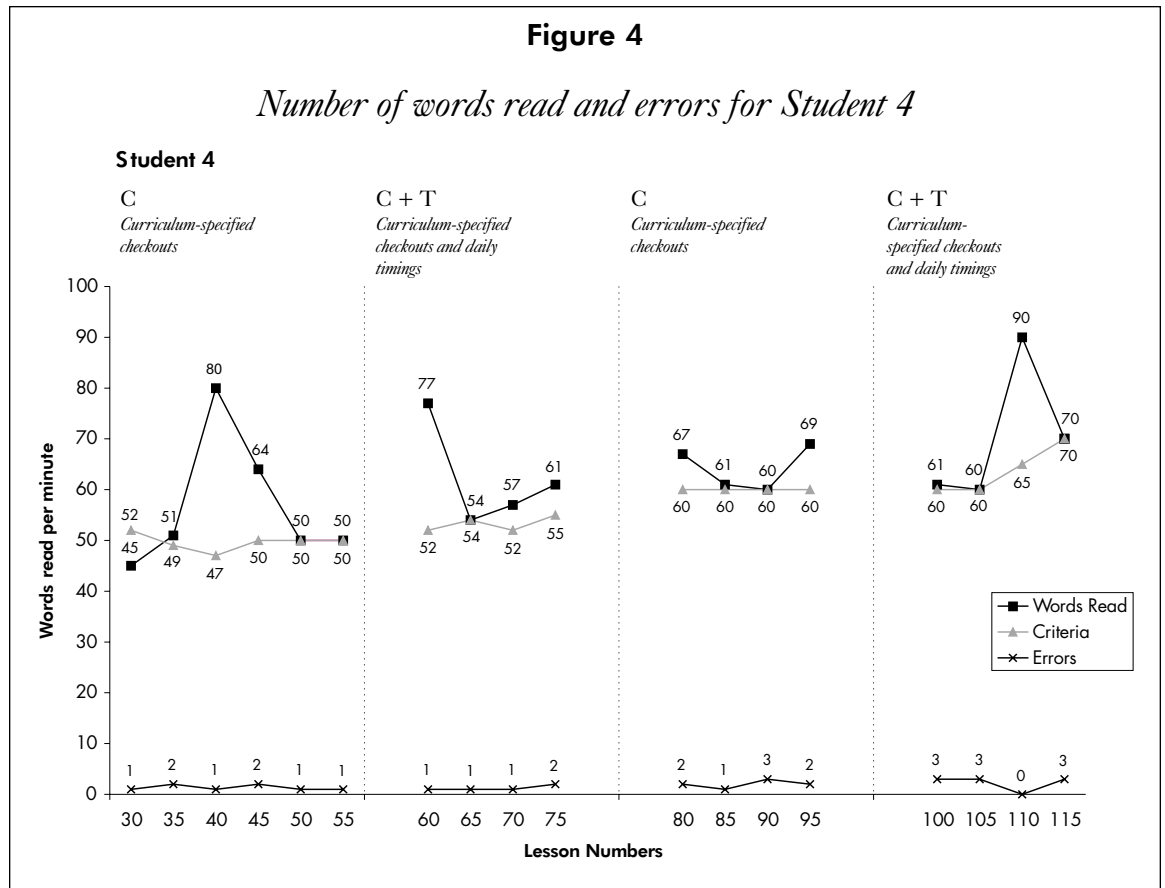 Figure 4
Number of words read and errors for Student 4
Student 4
C
Curriculum-specified
checkouts
C + T
Curriculum-specified
checkouts and daily
timings
C
Curriculum-specified
checkouts
C + T
Curriculum-
specified checkouts
and daily timings
Words read per minute
100
90
80
70
60
50
40
30
20
10
0
45 51 80 64 50 50
52 49 47 50 50 50
1 2 1 2 1 1
77 54 57 61
52 54 52 55
1 1 1 2
67 61 60 69
60 60 60 60
2 1 3 2
61 60 90 70
60 60 65 70
3 3 0 3
Words Read
Criteria
Errors
30 35 40 45 50 55 60 65 70 75 80 85 90 95 100 105 110 115
Lesson Numbers